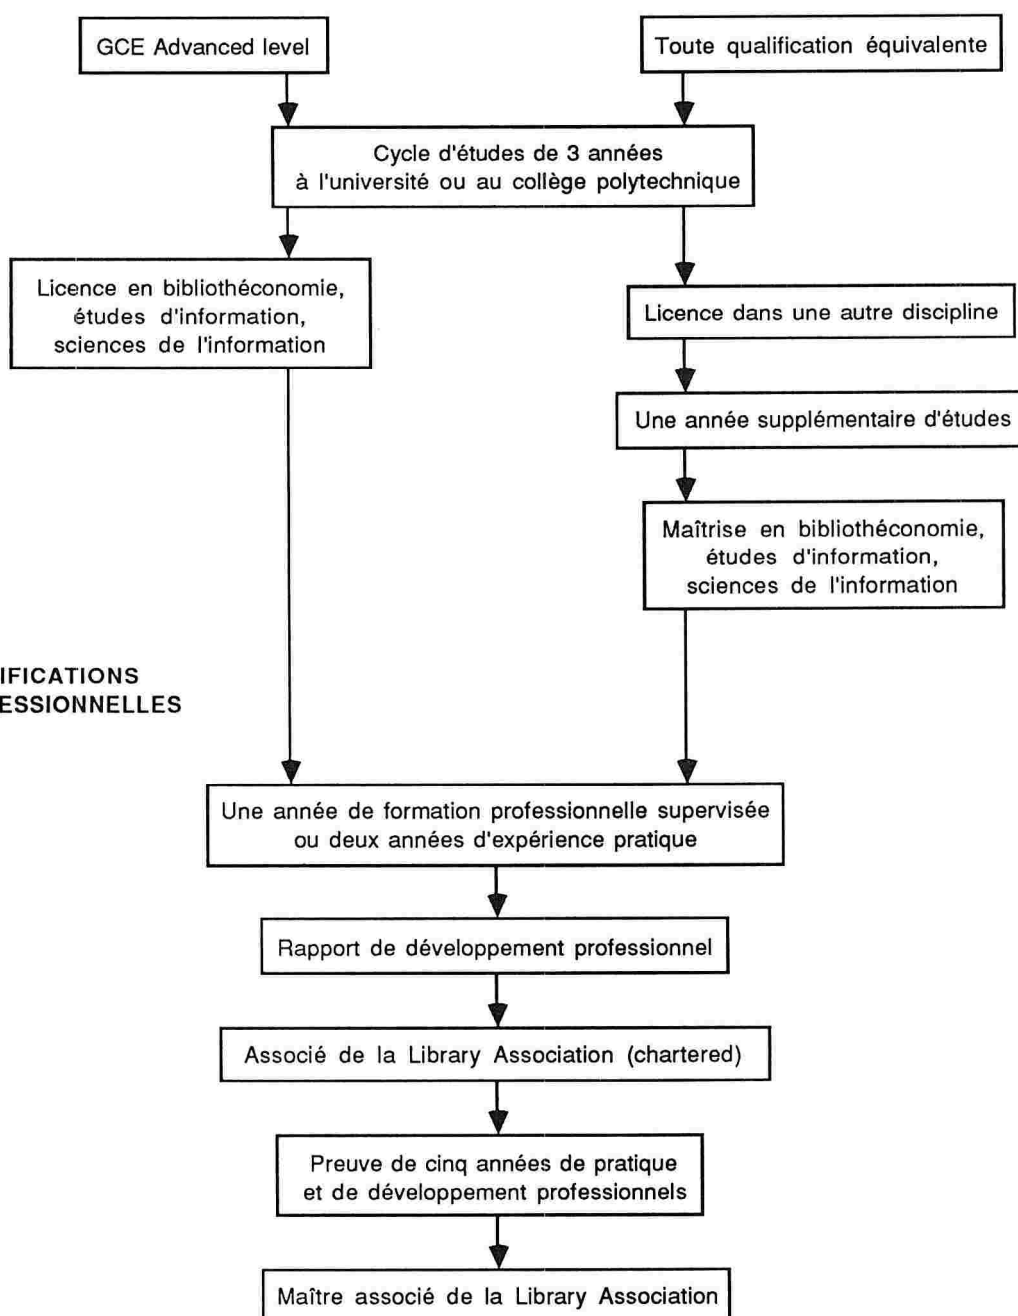 GCE Advanced level
Toute qualification équivalente
Cycle d'études de 3 années
à l'université ou au collège polytechnique
Licence en bibliothéconomie,
études d'information,
sciences de l'information
Licence dans une autre discipline
Une année supplémentaire d'études
Maîtrise en bibliothéconomie,
études d'information,
sciences de l'information
IFICATIONS
ESSIONNELLES
Une année de formation professionnelle supervisée
ou deux années d'expérience pratique
Rapport de développement professionnel
Associé de la Library Association (chartered)
Preuve de cinq années de pratique
et de développement professionnels
Maître associé de la Library Association